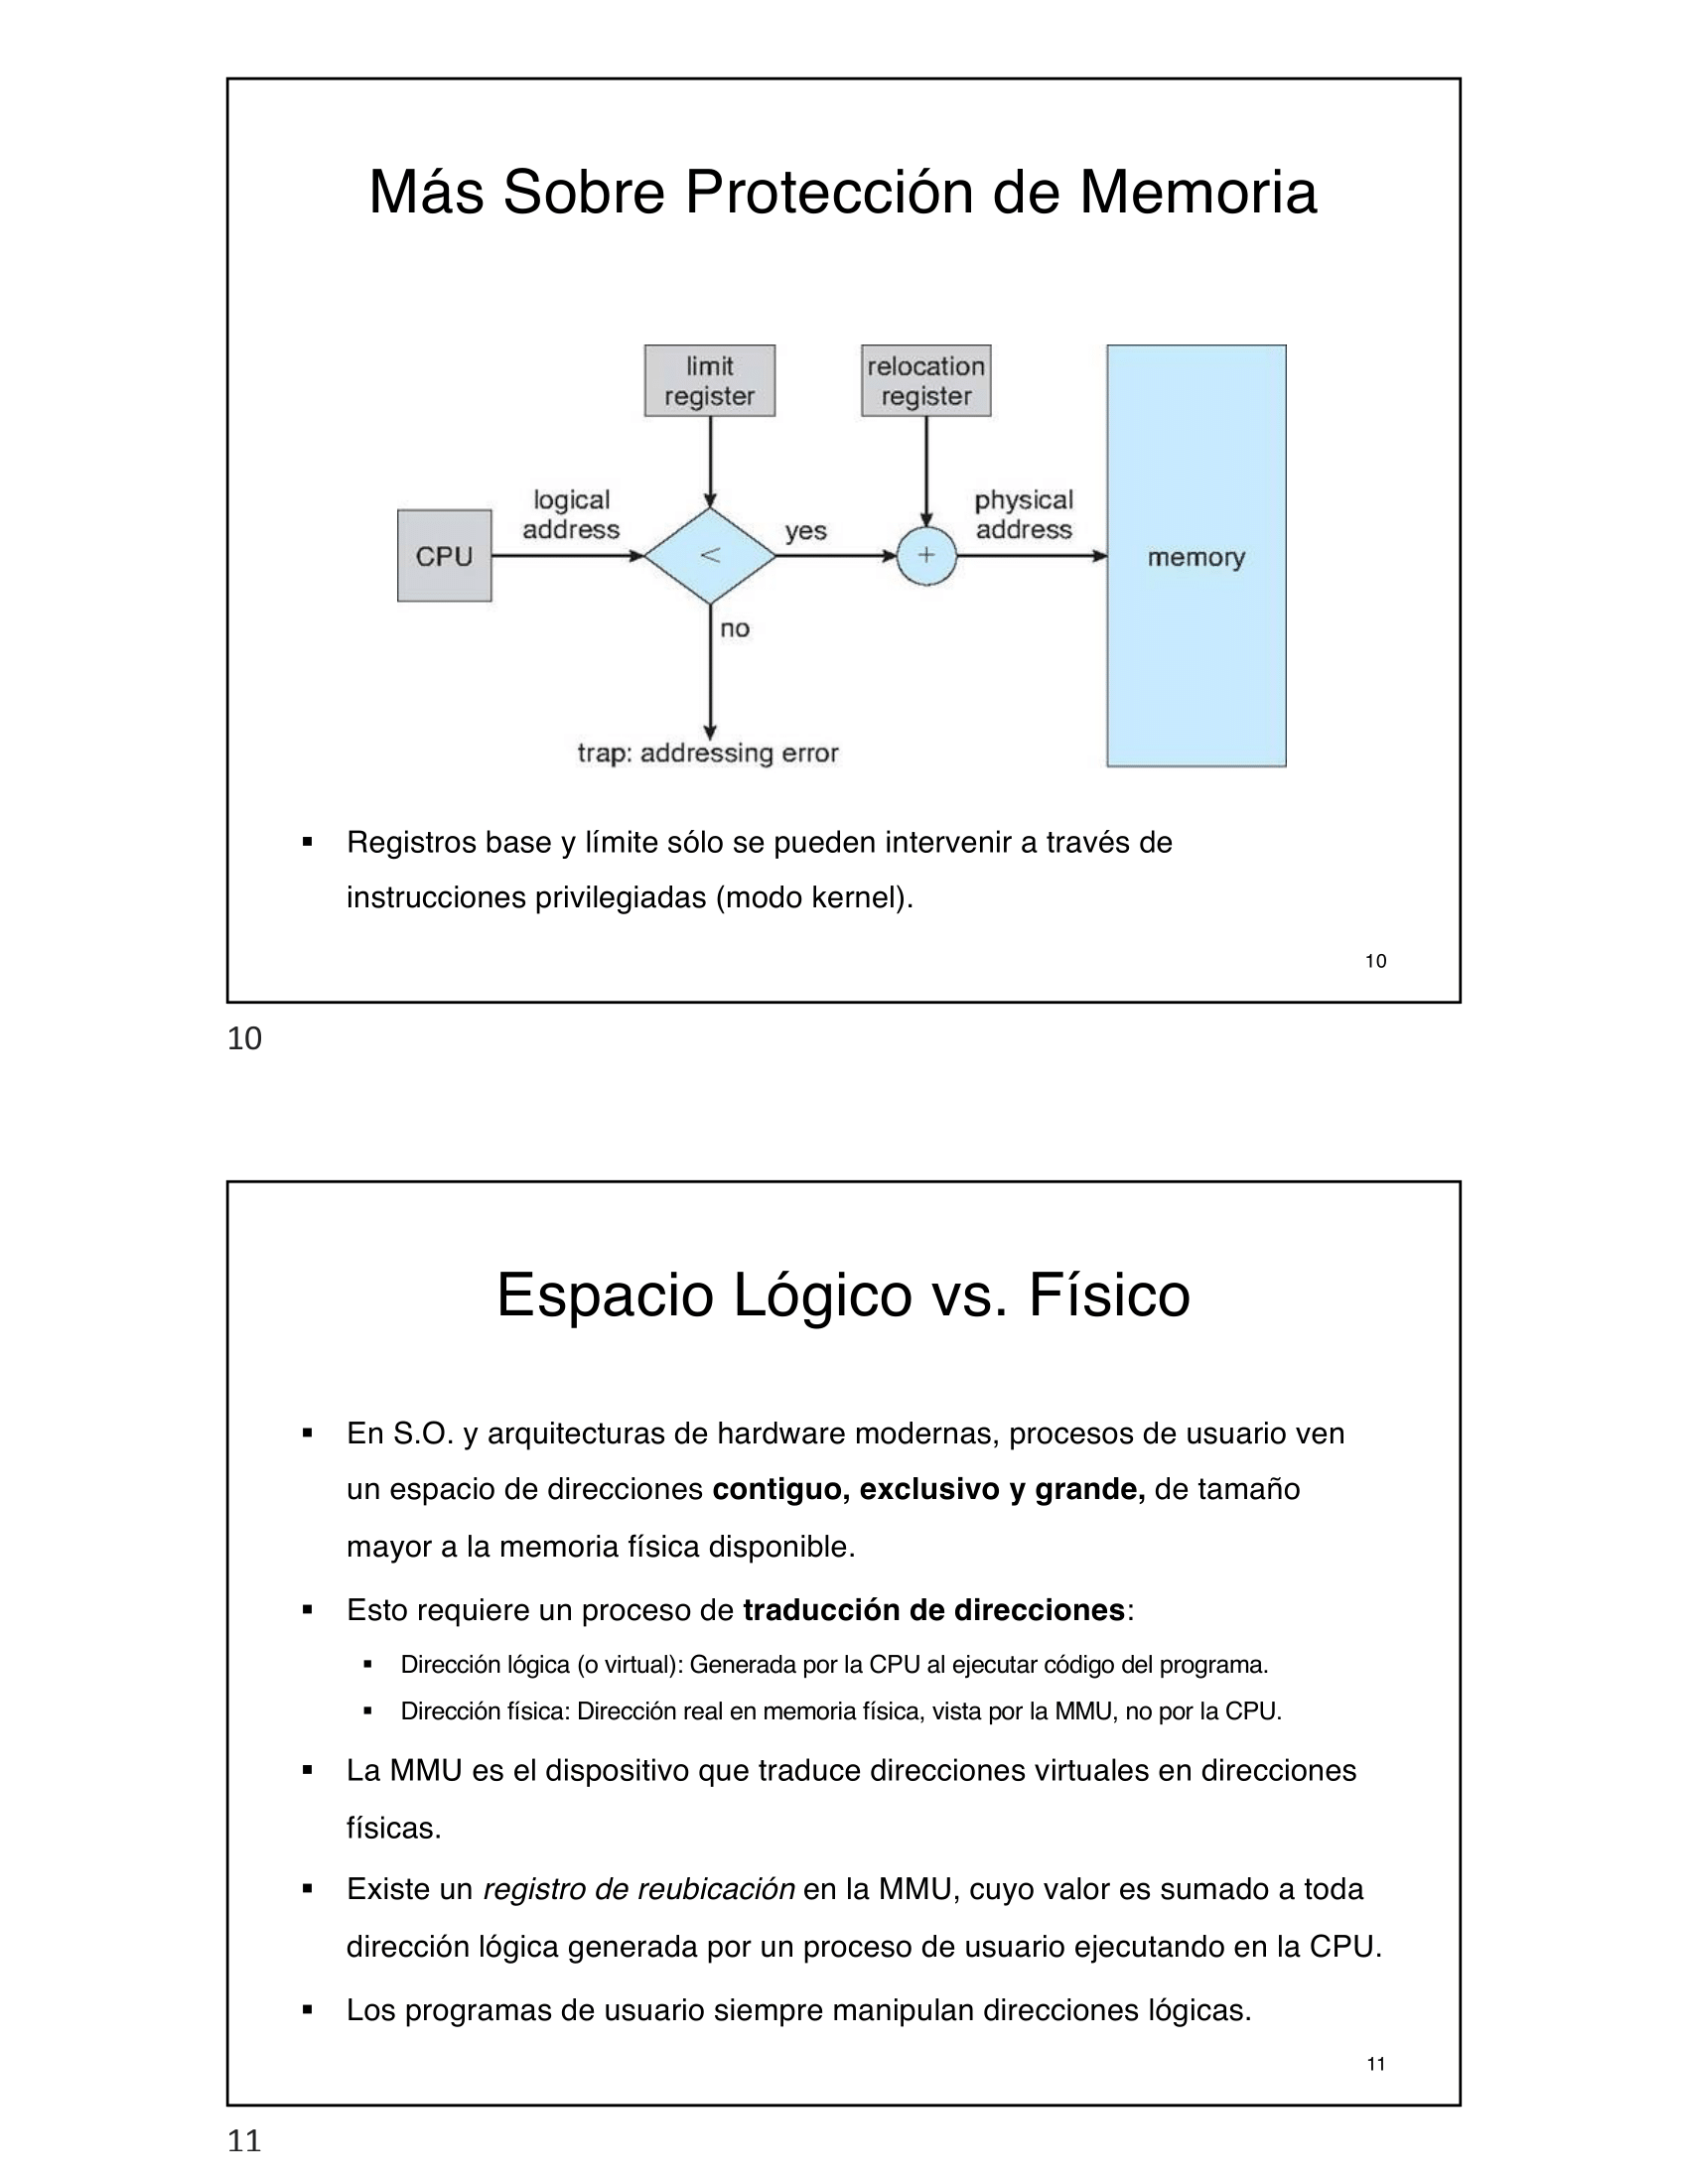 Más Sobre Protección de Memoria
limit
register
relocation
register
logical
address
physical
address
CPU
<
yes
+
memory
no
trap: addressing error
▪ Registros base y límite sólo se pueden intervenir a través de
instrucciones privilegiadas (modo kernel).
10
10
Espacio Lógico vs. Físico
▪ En S.O. y arquitecturas de hardware modernas, procesos de usuario ven
un espacio de direcciones contiguo, exclusivo y grande, de tamaño
mayor a la memoria física disponible.
▪ Esto requiere un proceso de traducción de direcciones:
▪ Dirección lógica (o virtual): Generada por la CPU al ejecutar código del programa.
▪ Dirección física: Dirección real en memoria física, vista por la MMU, no por la CPU.
▪ La MMU es el dispositivo que traduce direcciones virtuales en direcciones
físicas.
▪ Existe un registro de reubicación en la MMU, cuyo valor es sumado a toda
dirección lógica generada por un proceso de usuario ejecutando en la CPU.
▪ Los programas de usuario siempre manipulan direcciones lógicas.
11
11